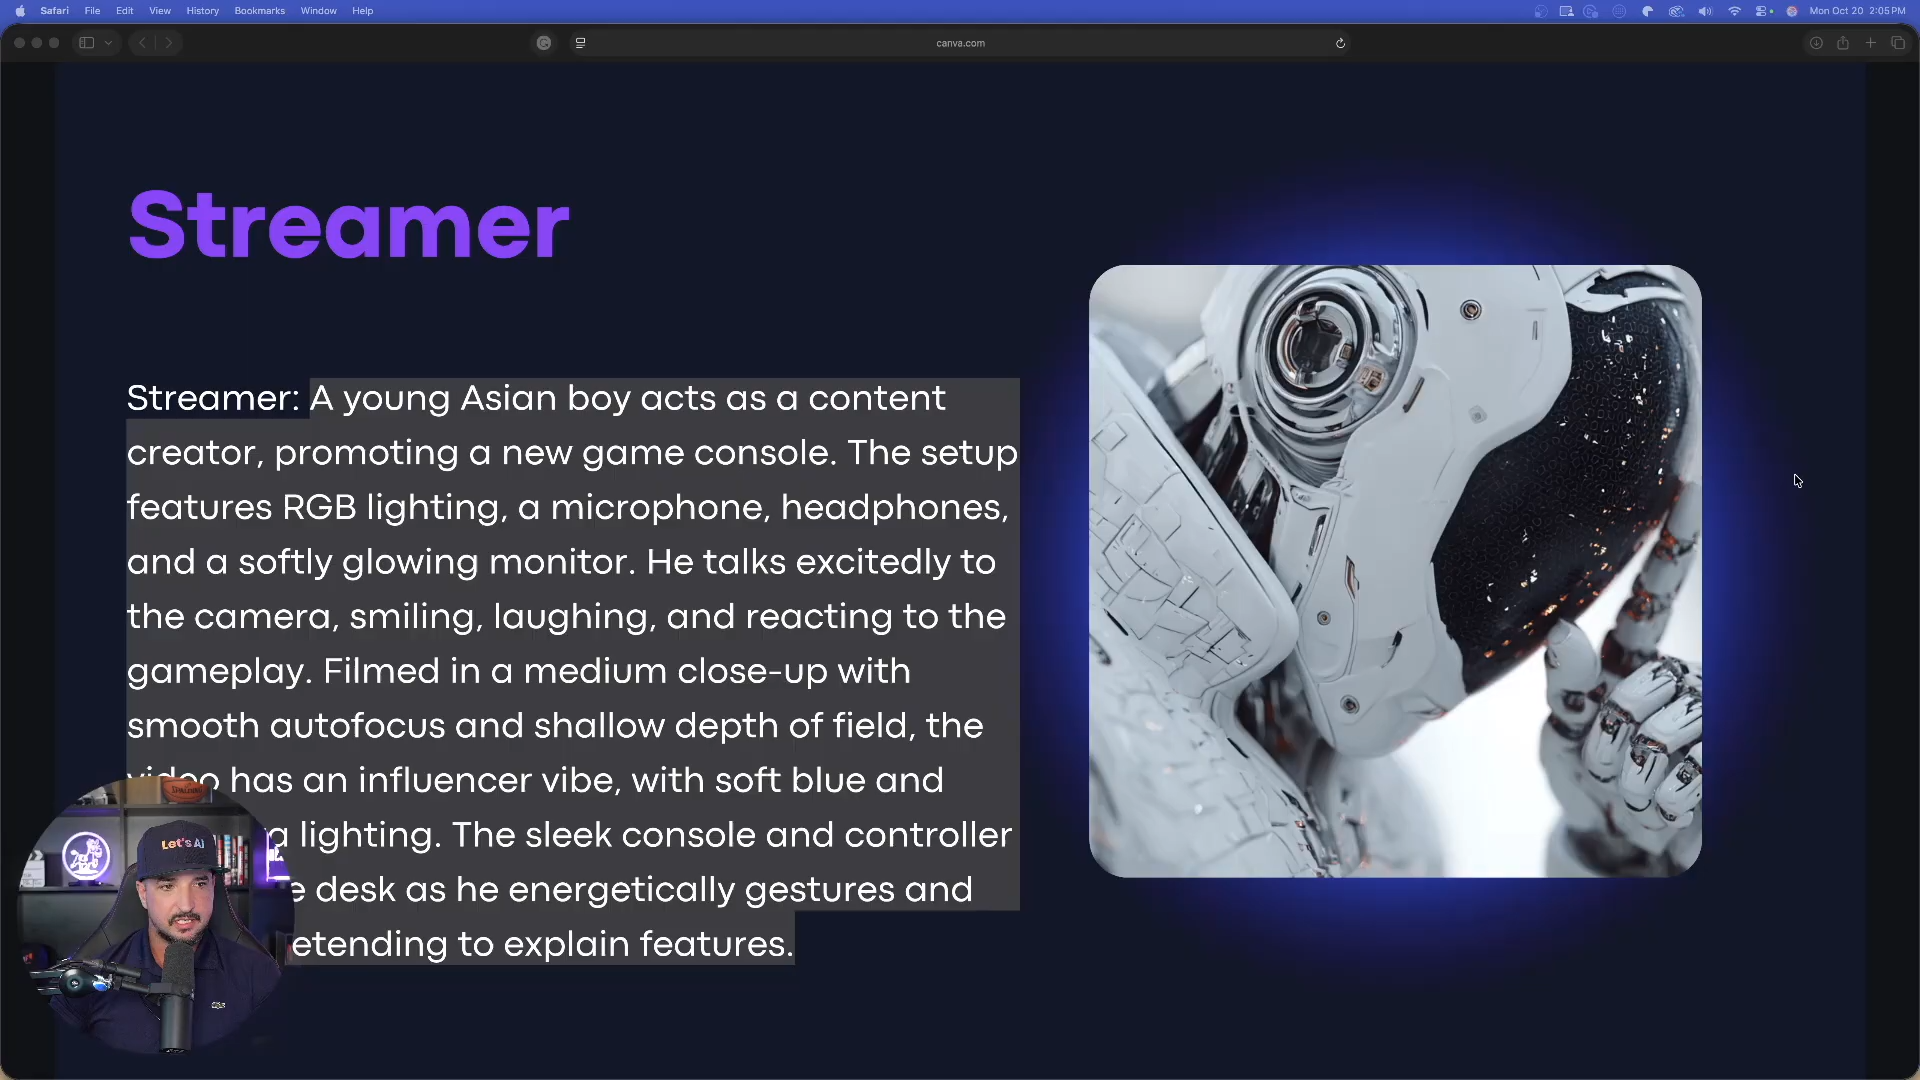 Safari File Edit View History Bookmarks Window Help Mon Oct 20 2:05 PM
canva.com
Streamer
Streamer: A young Asian boy acts as a content
creator, promoting a new game console. The setup
features RGB lighting, a microphone, headphones,
and a softly glowing monitor. He talks excitedly to
the camera, smiling, laughing, and reacting to the
gameplay. Filmed in a medium close-up with
smooth autofocus and shallow depth of field, the
video has an influencer vibe, with soft blue and
lighting. The sleek console and controller
desk as he energetically gestures and
etending to explain features.
Let's Ai
SPALDING